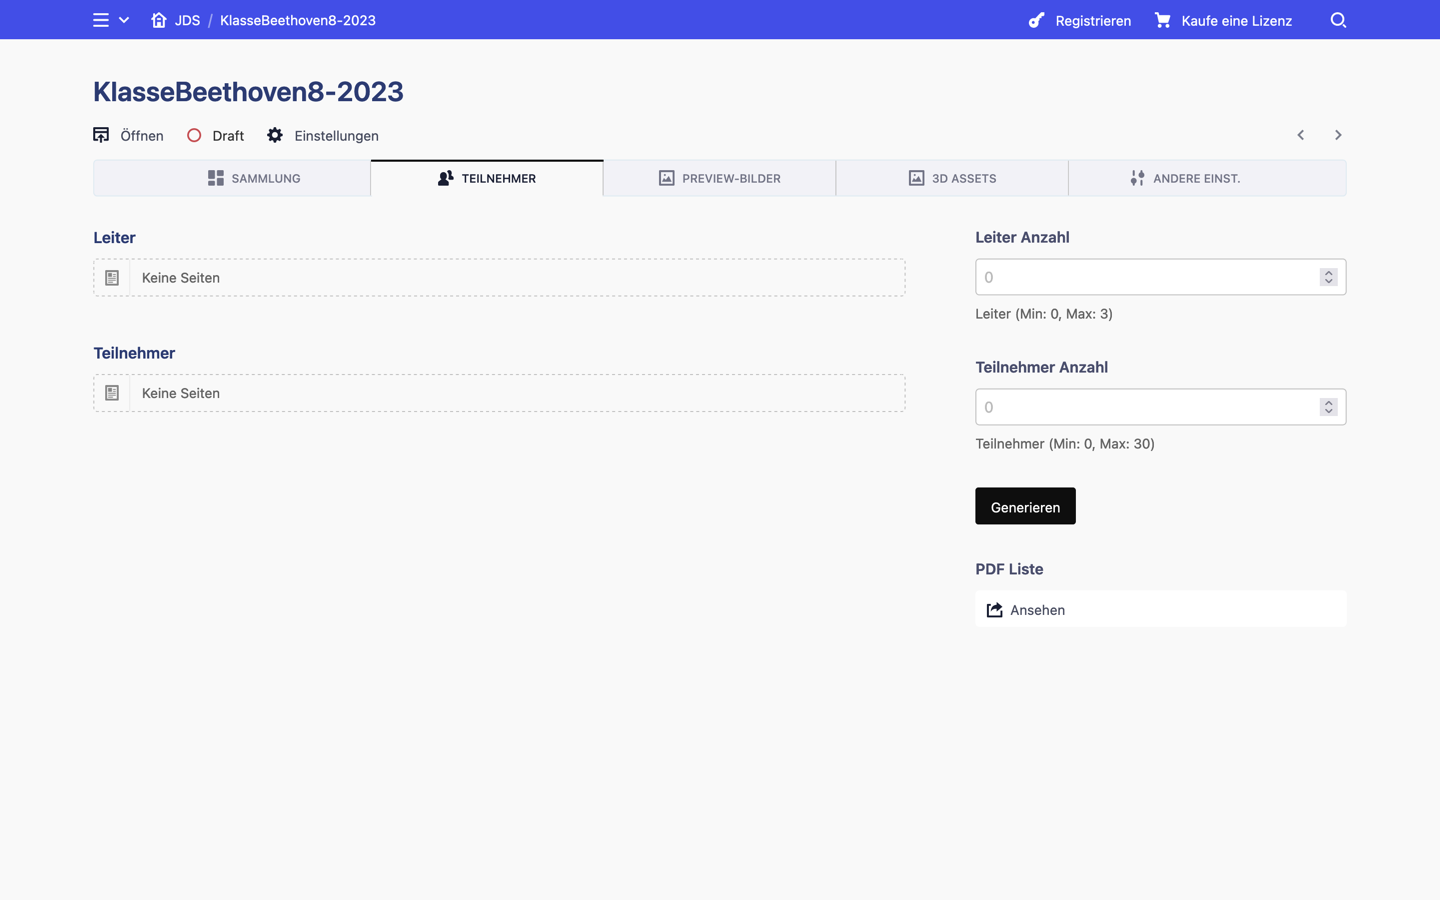 JDS / KlasseBeethoven8-2023
Registrieren
Kaufe eine Lizenz
KlasseBeethoven8-2023
Öffnen
Draft
Einstellungen
SAMMLUNG
TEILNEHMER
PREVIEW-BILDER
3D ASSETS
ANDERE EINST.
Leiter
Keine Seiten
Teilnehmer
Keine Seiten
Leiter Anzahl
0
Leiter (Min: 0, Max: 3)
Teilnehmer Anzahl
0
Teilnehmer (Min: 0, Max: 30)
Generieren
PDF Liste
Ansehen